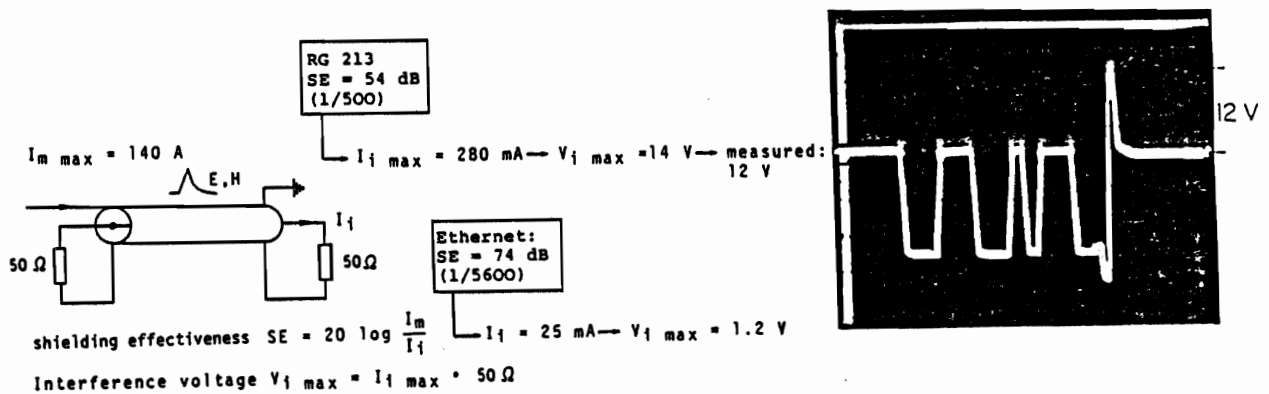 RG 213
SE = 54 dB
(1/500)
I_m max = 140 A
I_i max = 280 mA → V_i max = 14 V → measured:
12 V
12 V
E,H
I_i
50 Ω
50 Ω
Ethernet:
SE = 74 dB
(1/5600)
I_i = 25 mA → V_i max = 1.2 V
shielding effectiveness SE = 20 log I_m / I_i
Interference voltage V_i max = I_i max · 50 Ω